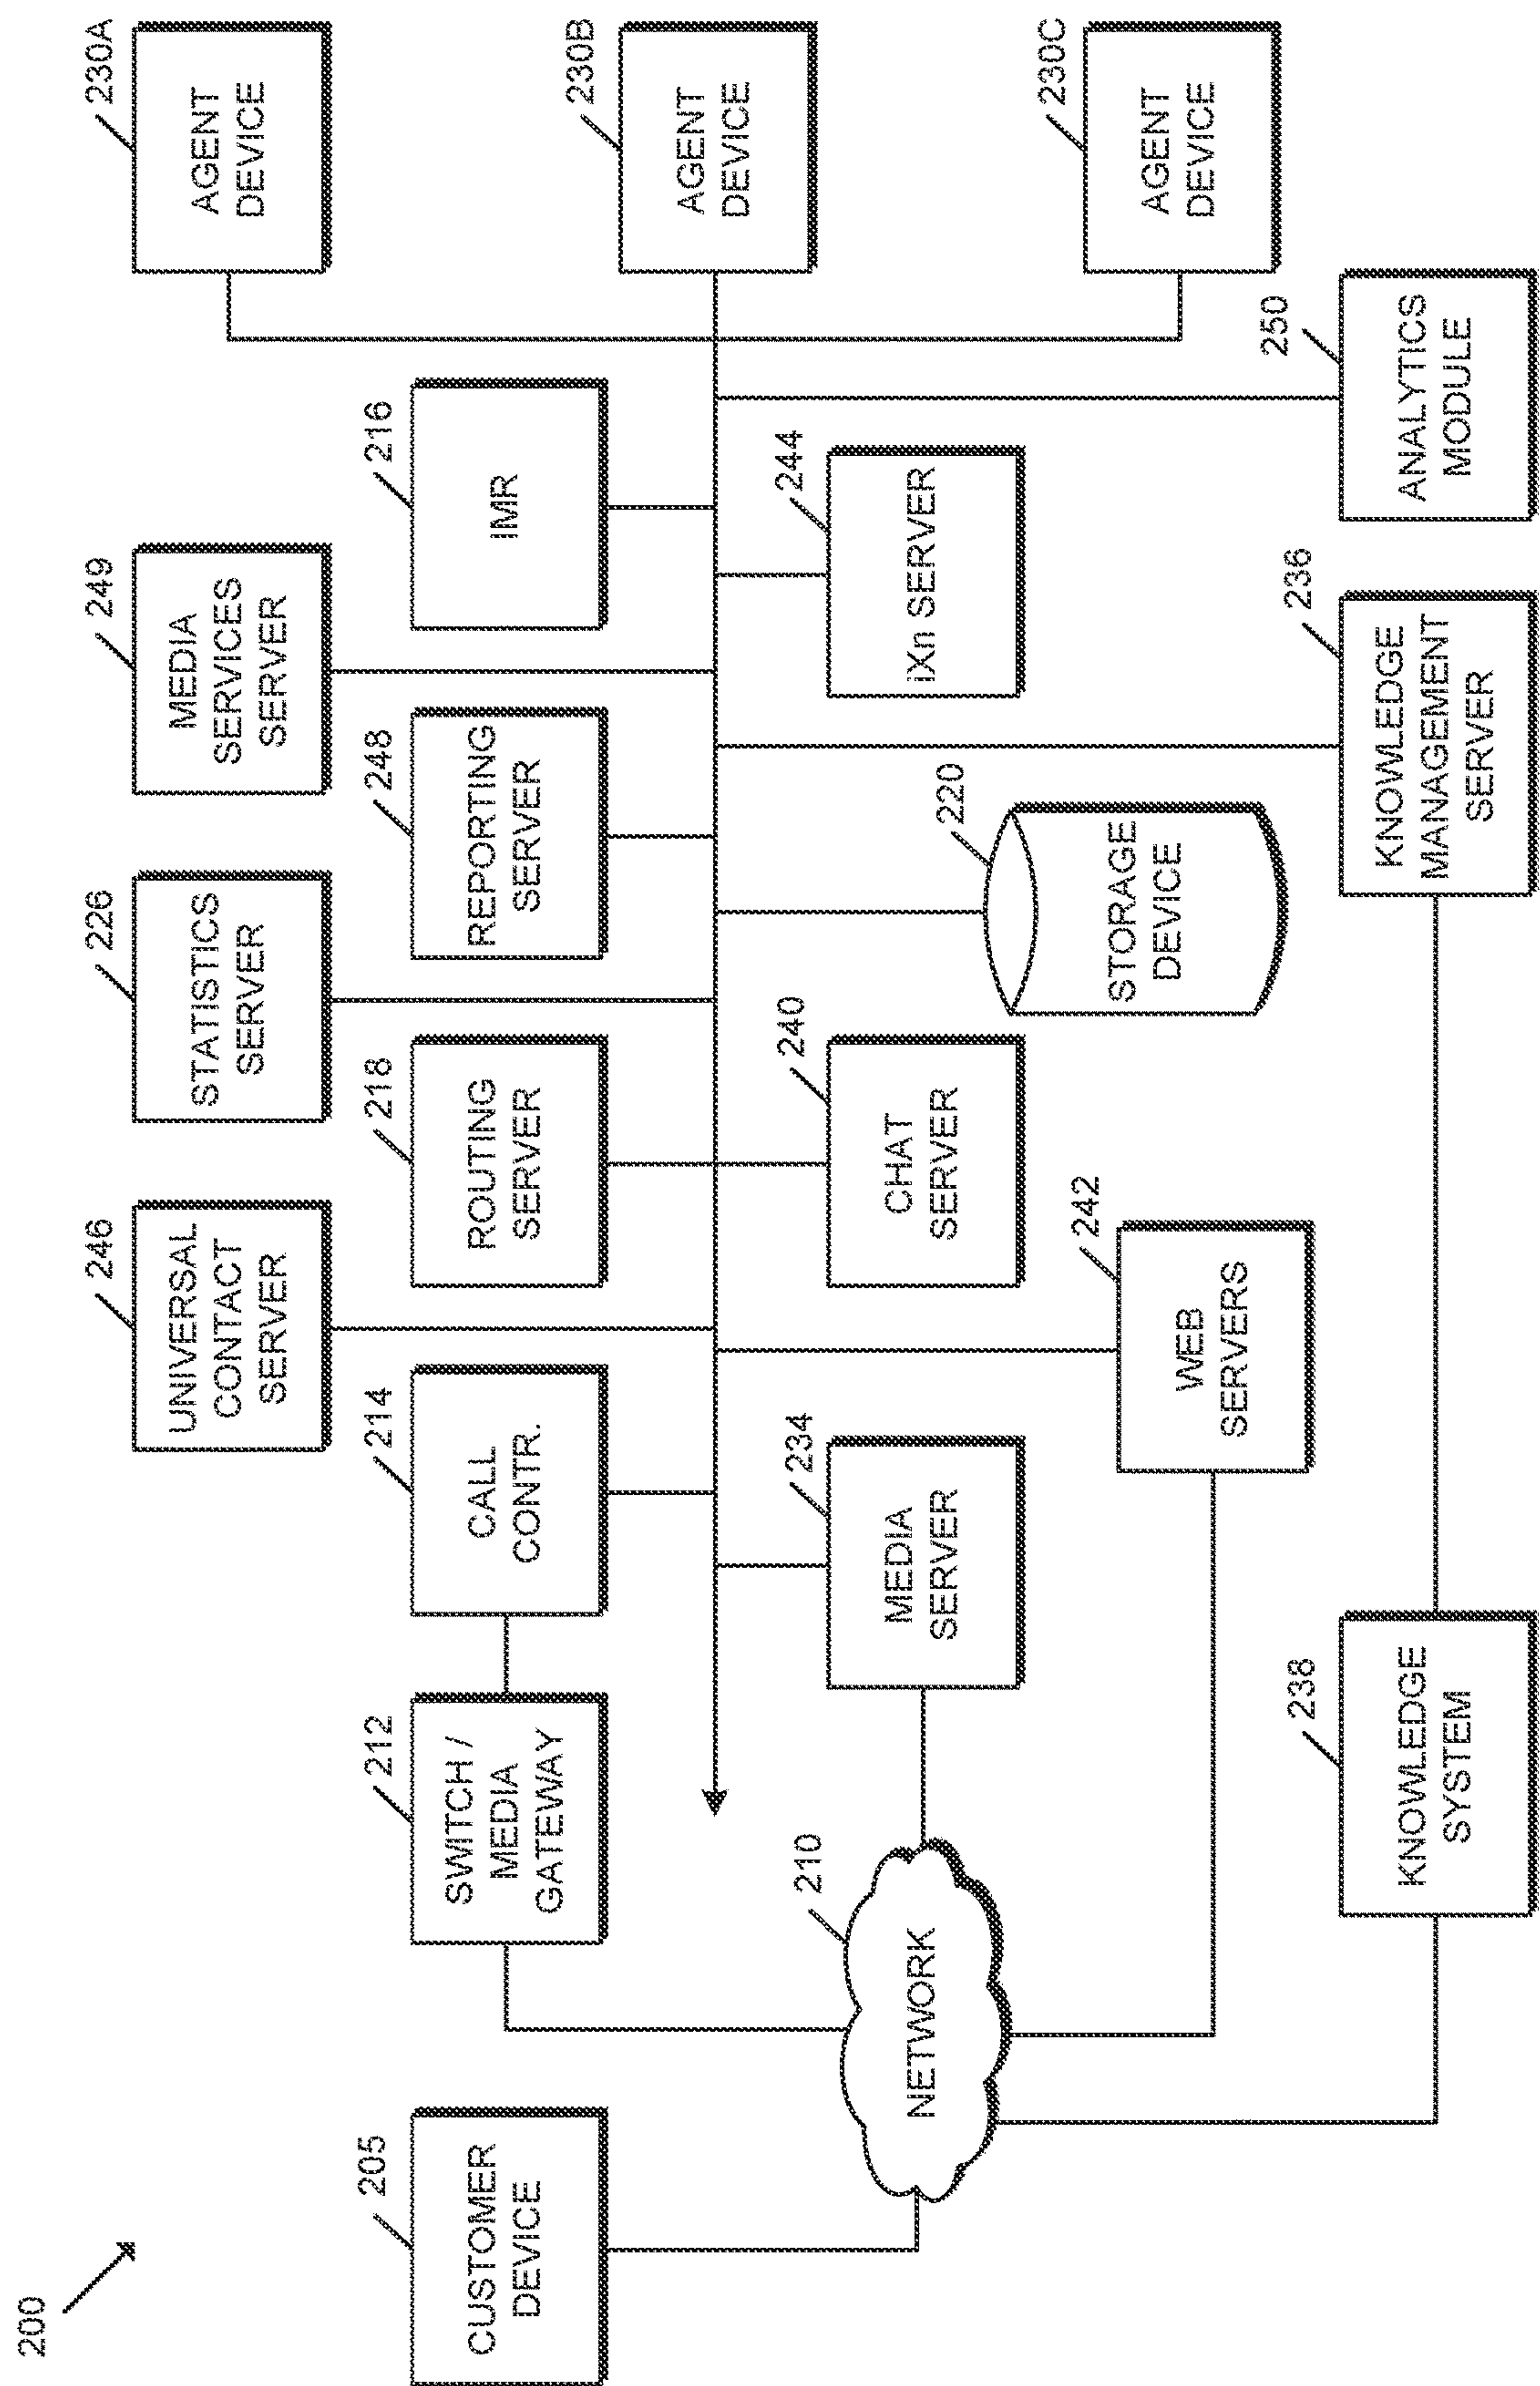 200
246
UNIVERSAL
CONTACT
SERVER
226
STATISTICS
SERVER
249
MEDIA
SERVICES
SERVER
230A
AGENT
DEVICE
205
CUSTOMER
DEVICE
212
SWITCH /
MEDIA
GATEWAY
214
CALL
CONTR.
218
ROUTING
SERVER
248
REPORTING
SERVER
216
IMR
230B
AGENT
DEVICE
210
NETWORK
234
MEDIA
SERVER
240
CHAT
SERVER
220
STORAGE
DEVICE
244
iXn SERVER
230C
AGENT
DEVICE
242
WEB
SERVERS
238
KNOWLEDGE
SYSTEM
236
KNOWLEDGE
MANAGEMENT
SERVER
250
ANALYTICS
MODULE